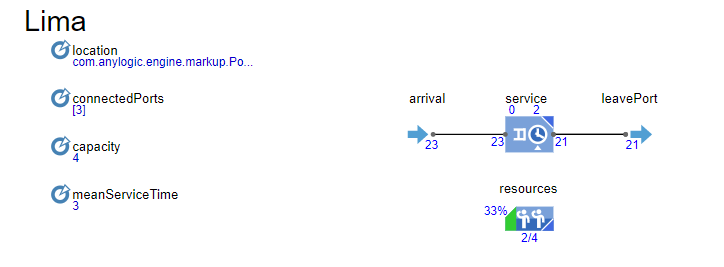 Lima
location
com.anylogic.engine.markup.Po...
connectedPorts
[3]
capacity
4
meanServiceTime
3
arrival
service
leavePort
0 2
23
23
21
21
resources
33%
2/4